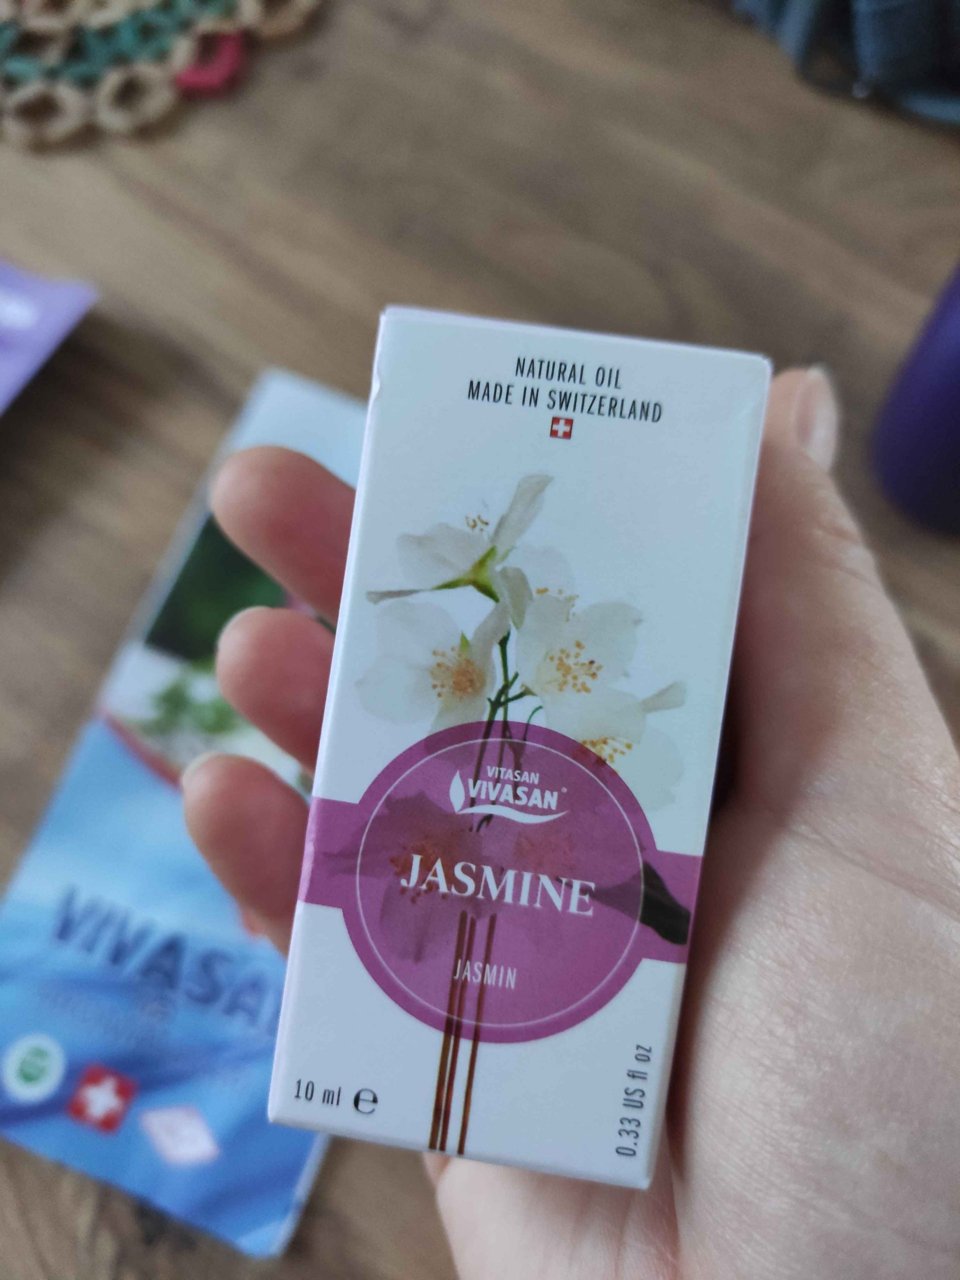 NATURAL OIL
MADE IN SWITZERLAND
VITASAN
VIVASAN®
JASMINE
JASMIN
10 ml ℮
0.33 US fl oz
VIVASA